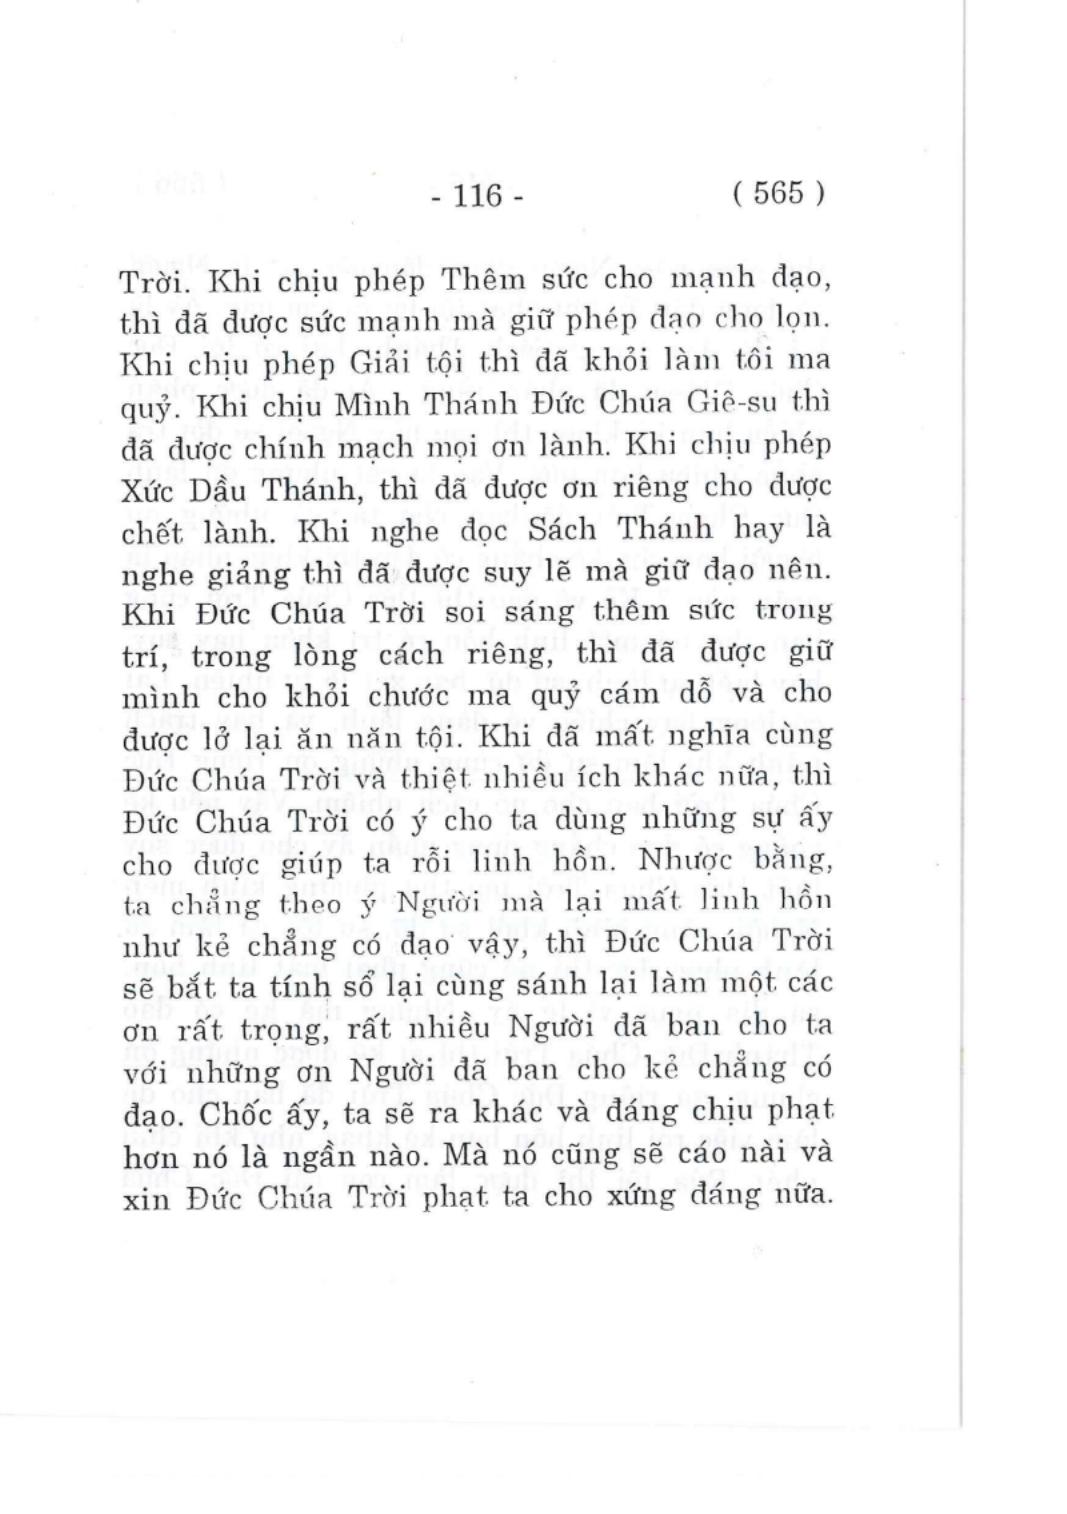 - 116 - ( 565 )
Trời. Khi chịu phép Thêm sức cho mạnh đạo,
thì đã được sức mạnh mà giữ phép đạo cho lọn.
Khi chịu phép Giải tội thì đã khỏi làm tôi ma
quỷ. Khi chịu Mình Thánh Đức Chúa Giê-su thì
đã được chính mạch mọi ơn lành. Khi chịu phép
Xức Dầu Thánh, thì đã được ơn riêng cho được
chết lành. Khi nghe đọc Sách Thánh hay là
nghe giảng thì đã được suy lẽ mà giữ đạo nên.
Khi Đức Chúa Trời soi sáng thêm sức trong
trí, trong lòng cách riêng, thì đã được giữ
mình cho khỏi chước ma quỷ cám dỗ và cho
được lở lại ăn năn tội. Khi đã mất nghĩa cùng
Đức Chúa Trời và thiệt nhiều ích khác nữa, thì
Đức Chúa Trời có ý cho ta dùng những sự ấy
cho được giúp ta rỗi linh hồn. Nhược bằng,
ta chẳng theo ý Người mà lại mất linh hồn
như kẻ chẳng có đạo vậy, thì Đức Chúa Trời
sẽ bắt ta tính sổ lại cùng sánh lại làm một các
ơn rất trọng, rất nhiều Người đã ban cho ta
với những ơn Người đã ban cho kẻ chẳng có
đạo. Chốc ấy, ta sẽ ra khác và đáng chịu phạt
hơn nó là ngần nào. Mà nó cũng sẽ cáo nài và
xin Đức Chúa Trời phạt ta cho xứng đáng nữa.